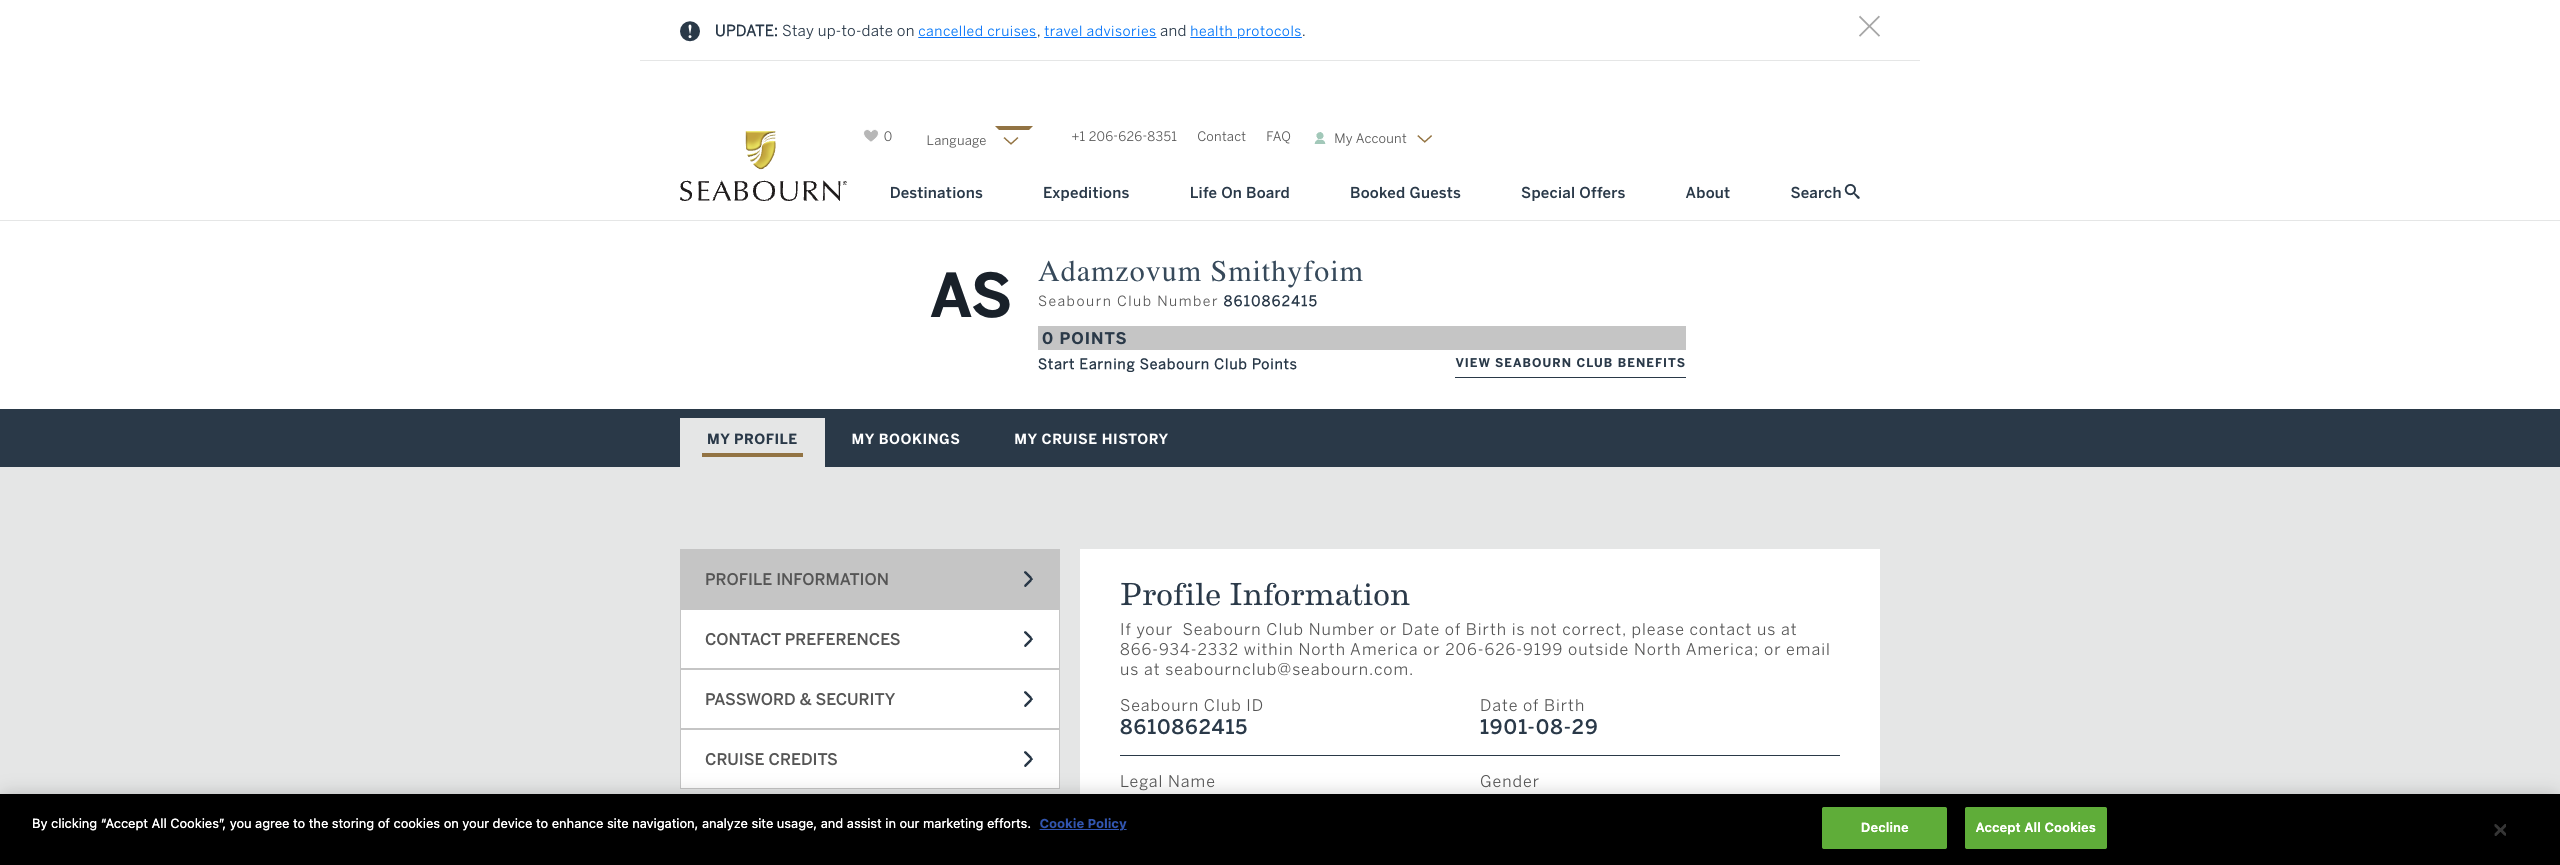 UPDATE: Stay up-to-date on cancelled cruises, travel advisories and health protocols.
0
Language
+1 206-626-8351
Contact
FAQ
My Account
SEABOURN®
Destinations
Expeditions
Life On Board
Booked Guests
Special Offers
About
Search
AS
Adamzovum Smithyfoim
Seabourn Club Number 8610862415
0 POINTS
Start Earning Seabourn Club Points
VIEW SEABOURN CLUB BENEFITS
MY PROFILE
MY BOOKINGS
MY CRUISE HISTORY
PROFILE INFORMATION
CONTACT PREFERENCES
PASSWORD & SECURITY
CRUISE CREDITS
Profile Information
If your Seabourn Club Number or Date of Birth is not correct, please contact us at
866-934-2332 within North America or 206-626-9199 outside North America; or email
us at seabournclub@seabourn.com.
Seabourn Club ID
8610862415
Date of Birth
1901-08-29
Legal Name
Gender
By clicking “Accept All Cookies”, you agree to the storing of cookies on your device to enhance site navigation, analyze site usage, and assist in our marketing efforts. Cookie Policy
Decline
Accept All Cookies